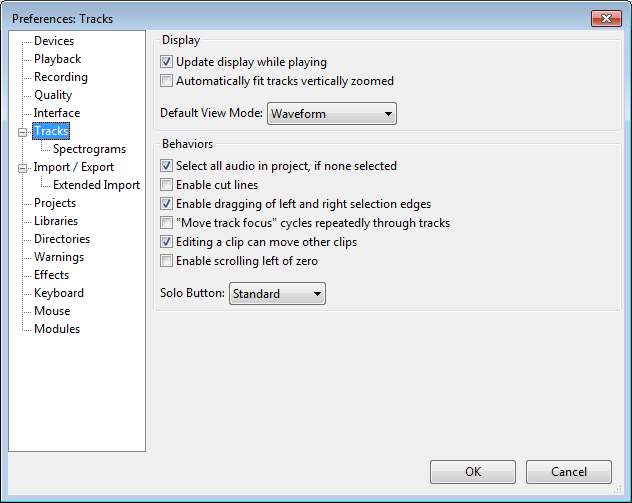 Preferences: Tracks
Devices
Playback
Recording
Quality
Interface
Tracks
Spectrograms
Import / Export
Extended Import
Projects
Libraries
Directories
Warnings
Effects
Keyboard
Mouse
Modules
Display
Update display while playing
Automatically fit tracks vertically zoomed
Default View Mode: Waveform
Behaviors
Select all audio in project, if none selected
Enable cut lines
Enable dragging of left and right selection edges
"Move track focus" cycles repeatedly through tracks
Editing a clip can move other clips
Enable scrolling left of zero
Solo Button: Standard
OK Cancel